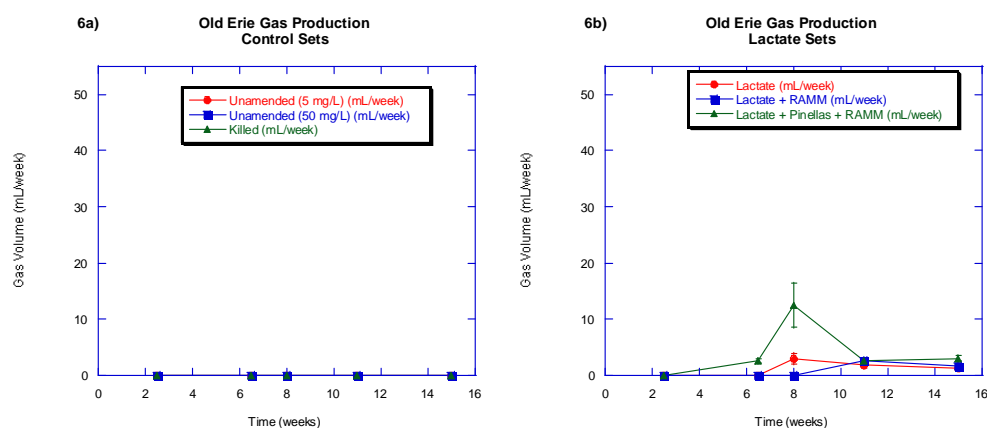 6a)
Old Erie Gas Production
Control Sets
Gas Volume (mL/week)
50
40
30
20
10
0
Unamended (5 mg/L) (mL/week)
Unamended (50 mg/L) (mL/week)
Killed (mL/week)
0 2 4 6 8 10 12 14 16
Time (weeks)
6b)
Old Erie Gas Production
Lactate Sets
Gas Volume (mL/week)
50
40
30
20
10
0
Lactate (mL/week)
Lactate + RAMM (mL/week)
Lactate + Pinellas + RAMM (mL/week)
0 2 4 6 8 10 12 14 16
Time (weeks)